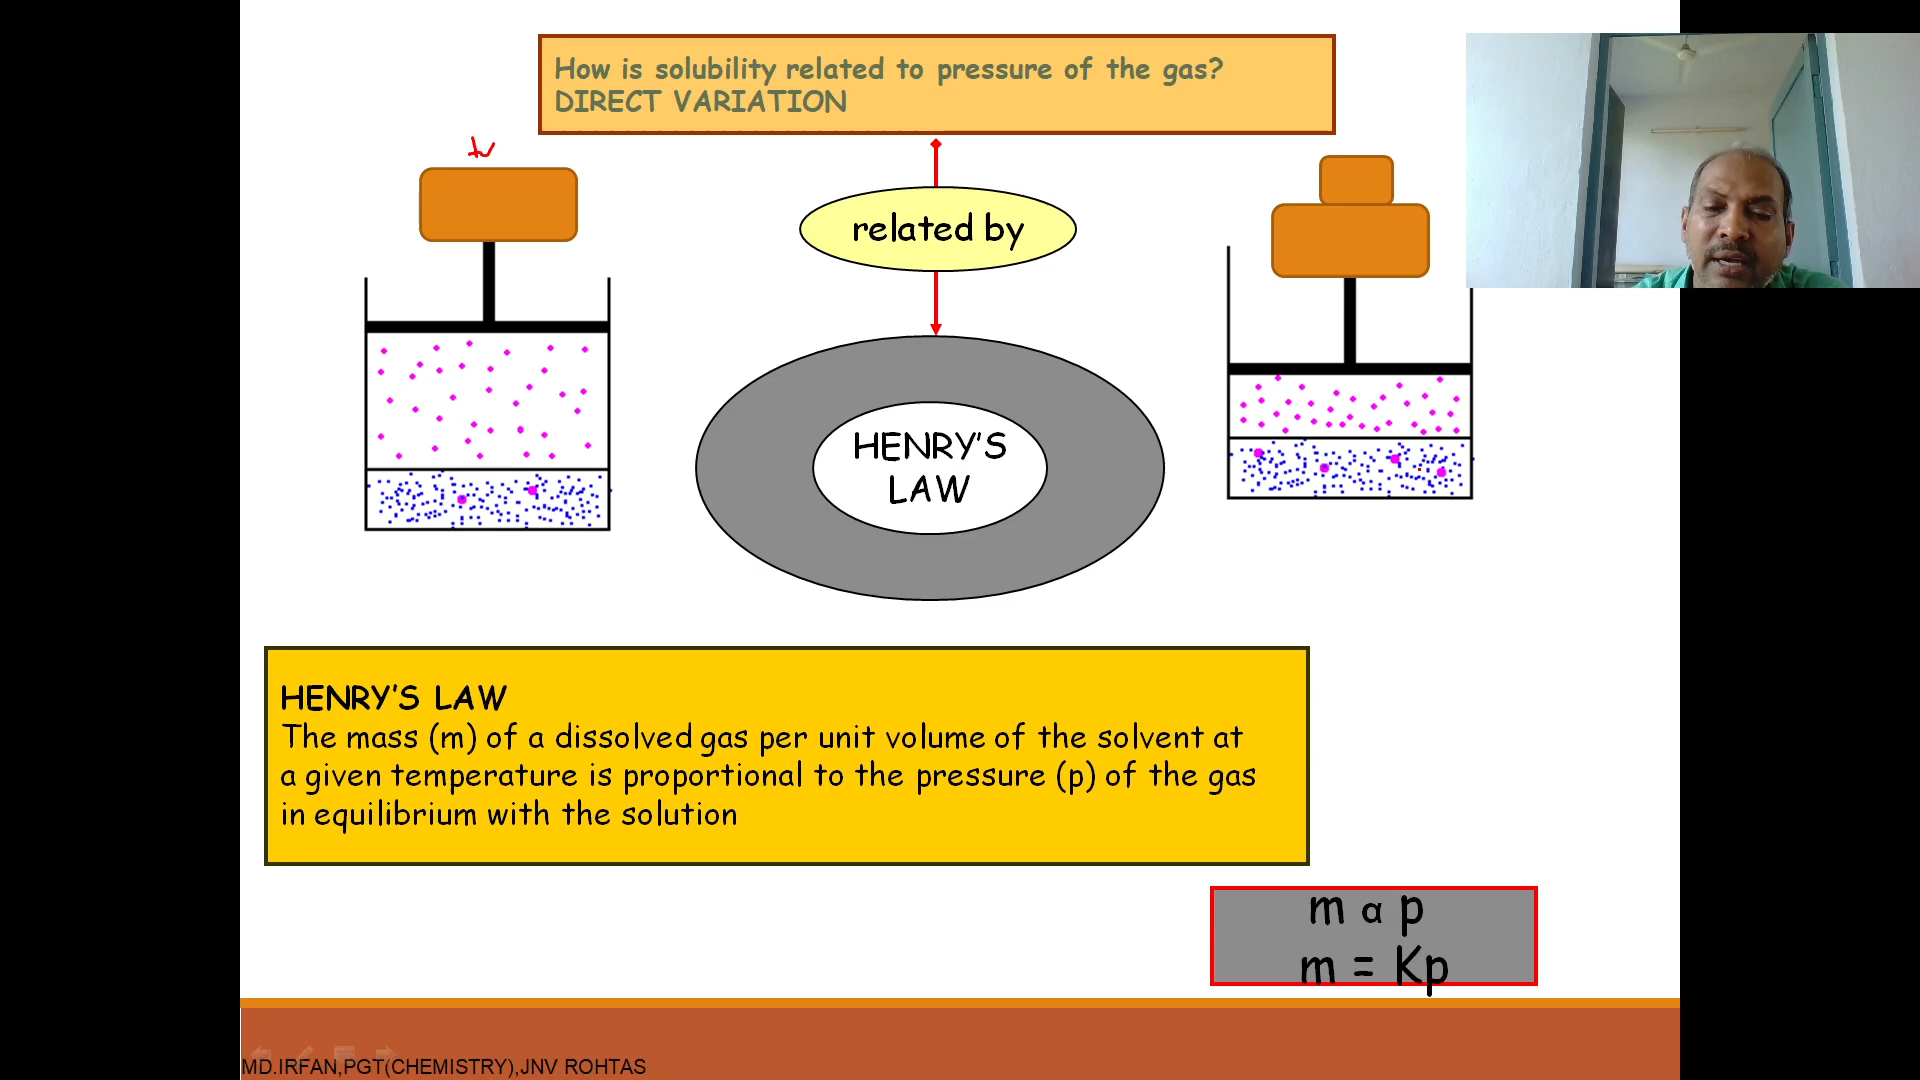 How is solubility related to pressure of the gas?
DIRECT VARIATION
related by
HENRY'S
LAW
HENRY'S LAW
The mass (m) of a dissolved gas per unit volume of the solvent at
a given temperature is proportional to the pressure (p) of the gas
in equilibrium with the solution
m α p
m = Kp
MD.IRFAN,PGT(CHEMISTRY),JNV ROHTAS